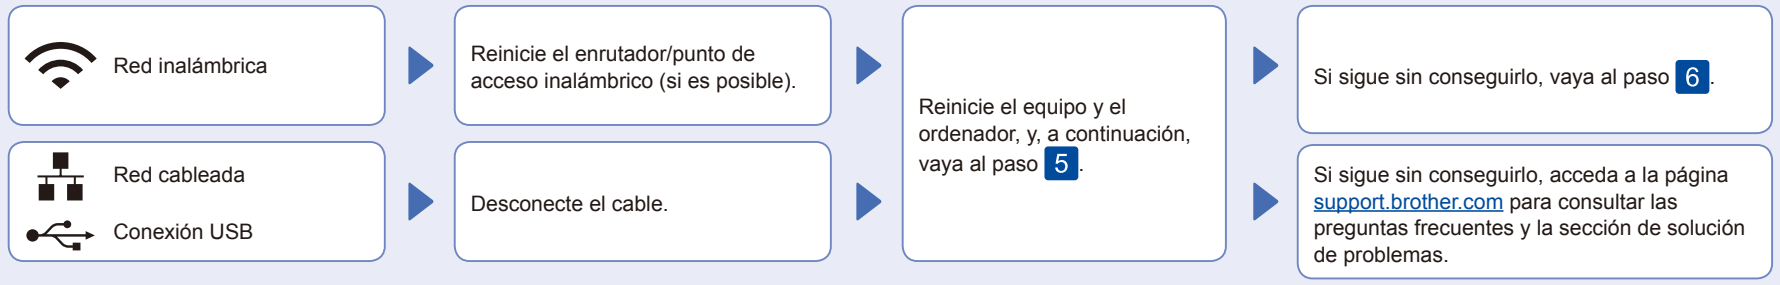 Red inalámbrica
Reinicie el enrutador/punto de
acceso inalámbrico (si es posible).
Red cableada
Conexión USB
Desconecte el cable.
Reinicie el equipo y el
ordenador, y, a continuación,
vaya al paso 5.
Si sigue sin conseguirlo, vaya al paso 6.
Si sigue sin conseguirlo, acceda a la página
support.brother.com para consultar las
preguntas frecuentes y la sección de solución
de problemas.